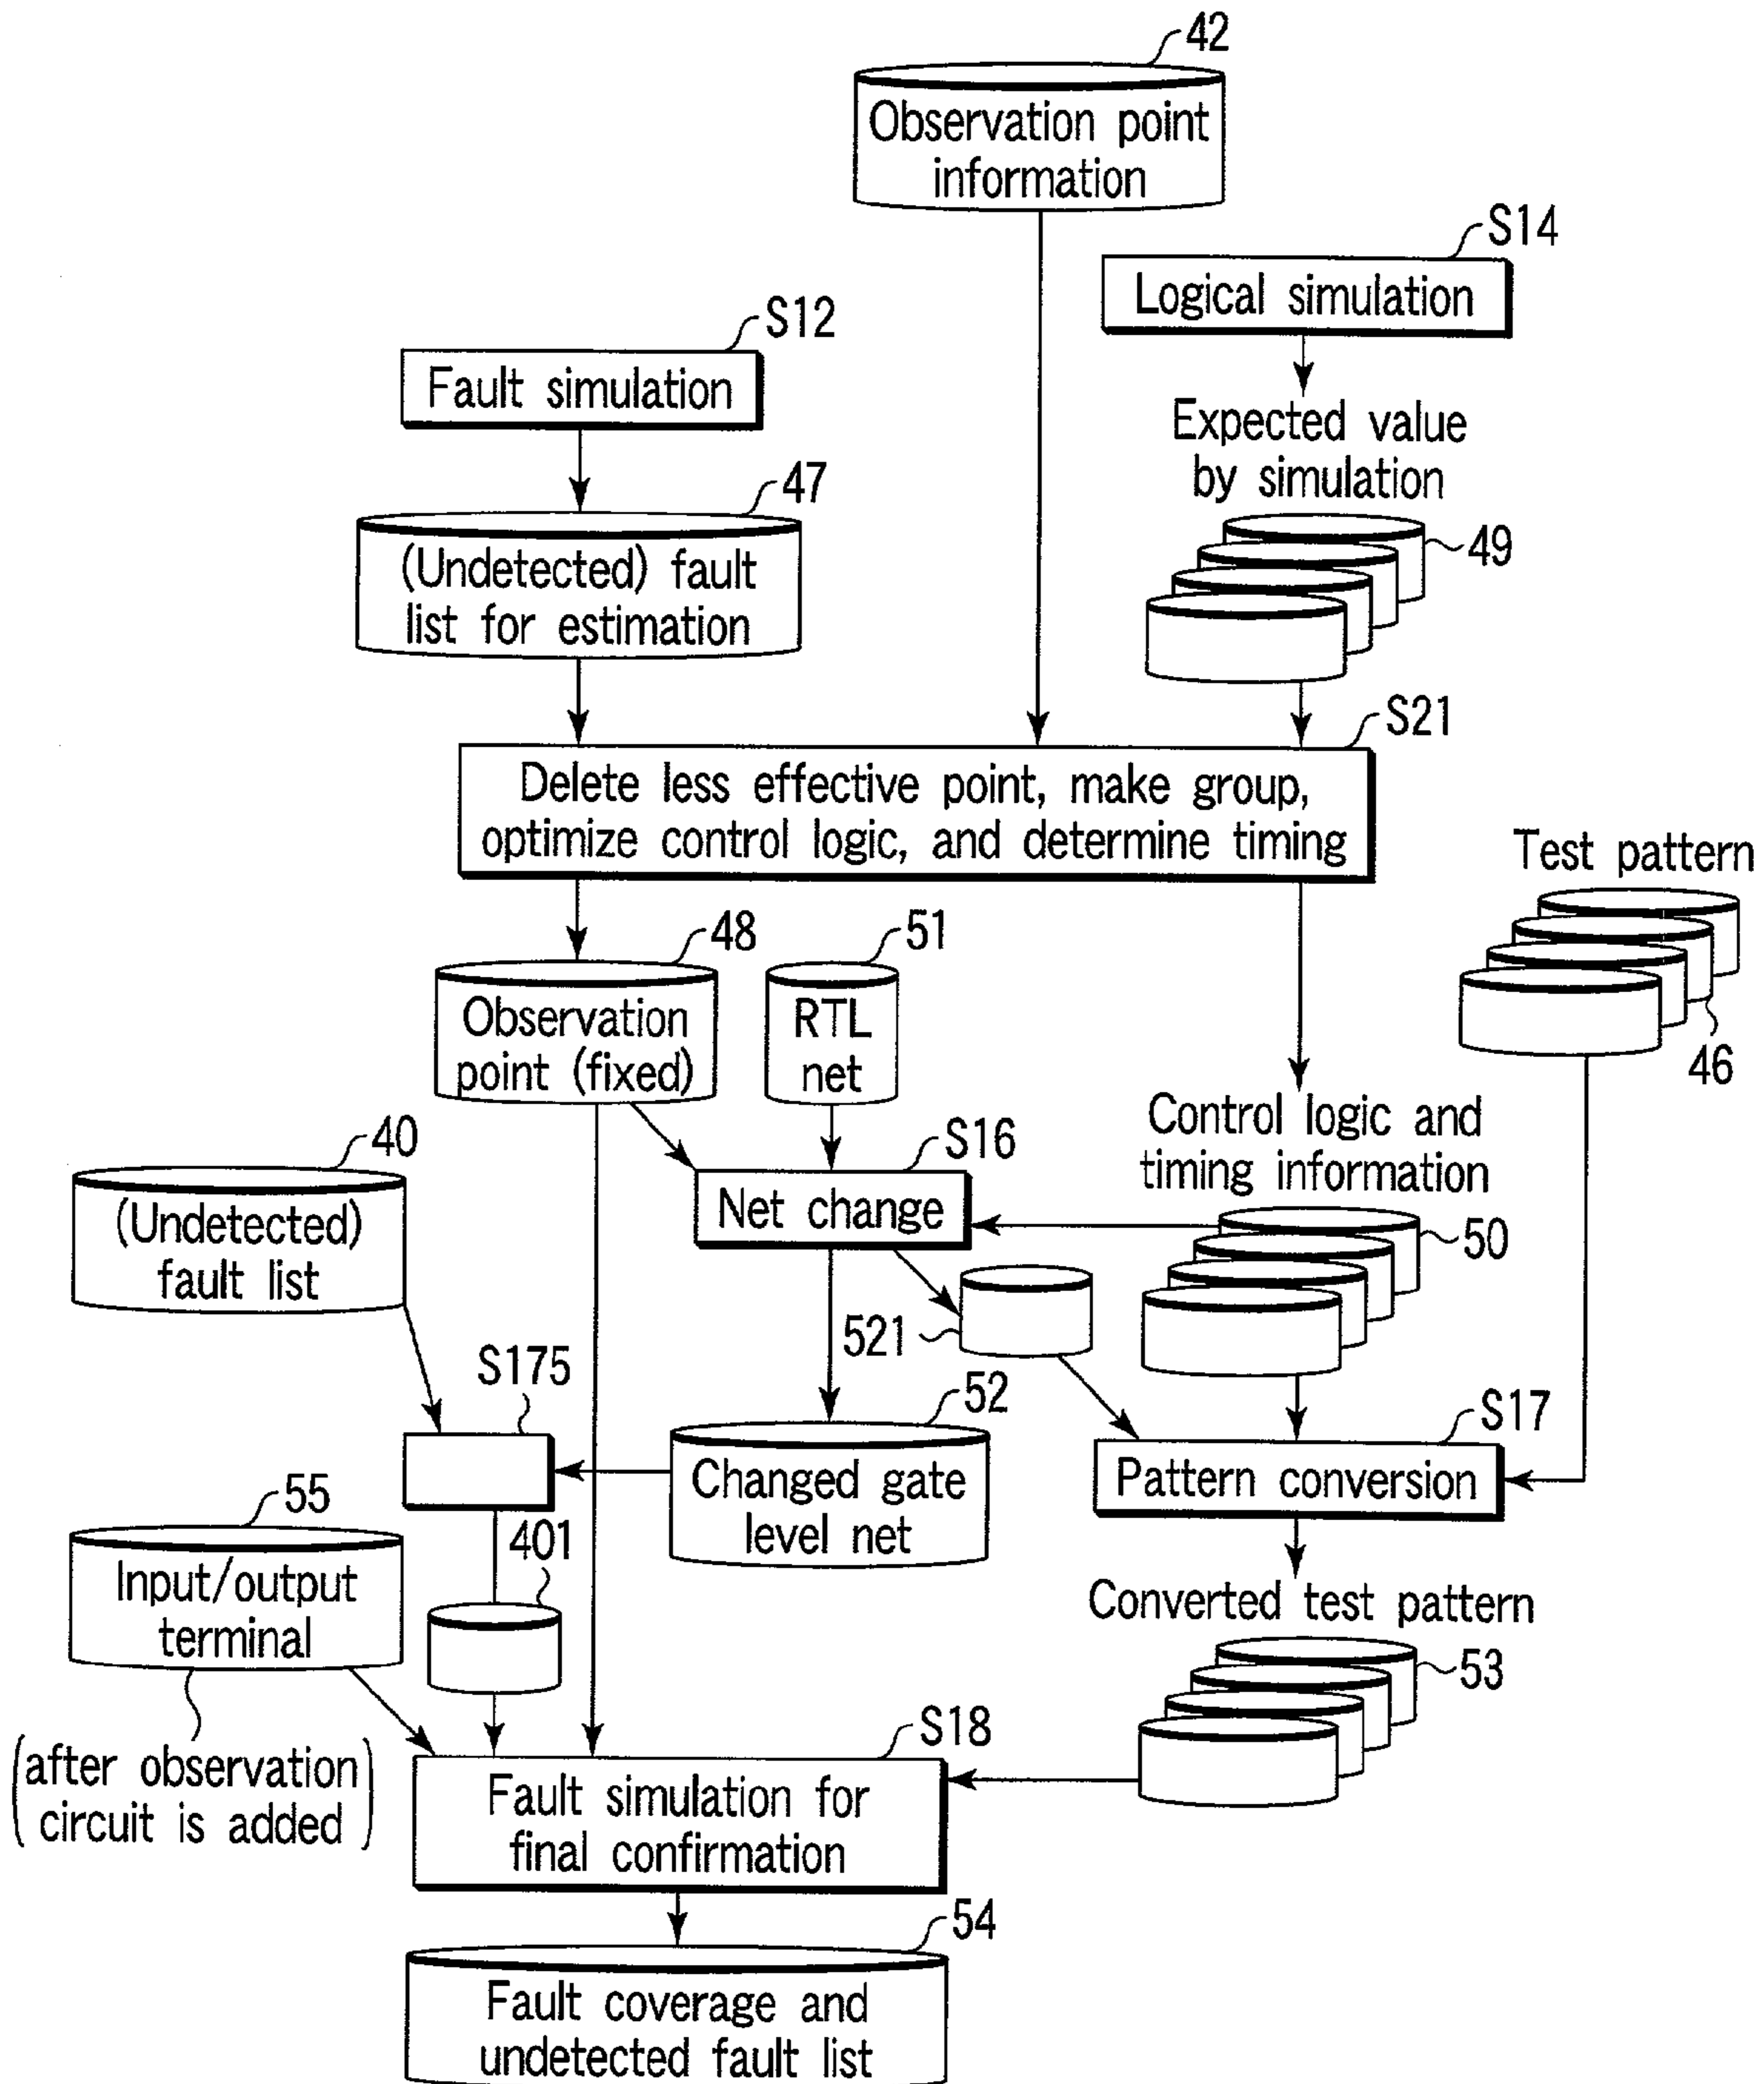 42
Observation point
information
S14
Logical simulation
S12
Fault simulation
Expected value
by simulation
49
47
(Undetected) fault
list for estimation
S21
Delete less effective point, make group,
optimize control logic, and determine timing
Test pattern
46
48
Observation
point (fixed)
51
RTL
net
Control logic and
timing information
50
40
(Undetected)
fault list
S16
Net change
521
S175
52
Changed gate
level net
S17
Pattern conversion
55
Input/output
terminal
(after observation
circuit is added)
401
Converted test pattern
53
S18
Fault simulation for
final confirmation
54
Fault coverage and
undetected fault list